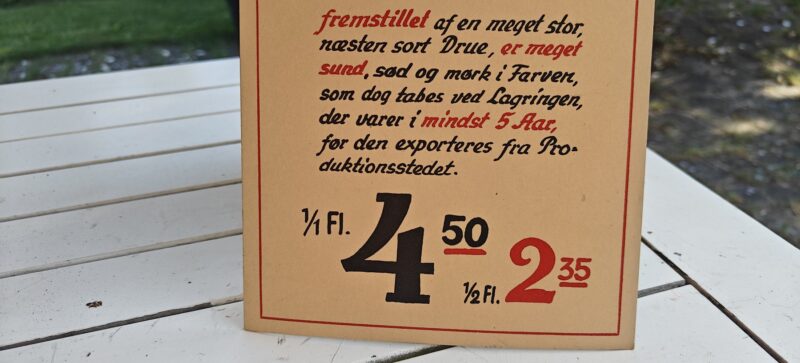 fremstillet af en meget stor,
næsten sort Drue, er meget
sund, sød og mørk i Farven,
som dog tabes ved Lagringen,
der varer i mindst 5 Aar,
før den exporteres fra Pro-
duktionsstedet.
1/1 Fl. 4 50
1/2 Fl. 2 35